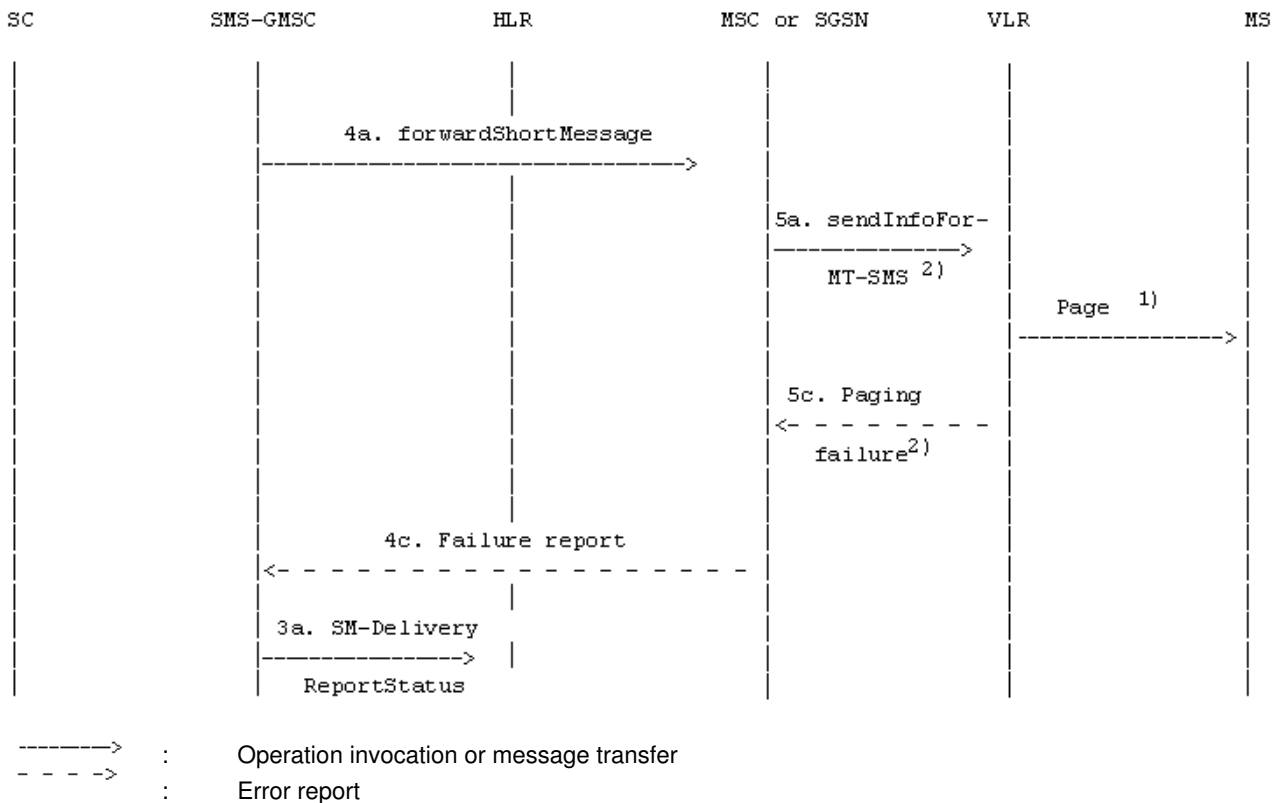 SC SMS-GMSC HLR MSC or SGSN VLR MS
4a. forwardShortMessage
5a. sendInfoFor-
MT-SMS 2)
Page 1)
5c. Paging
failure2)
4c. Failure report
3a. SM-Delivery
ReportStatus
: Operation invocation or message transfer
: Error report